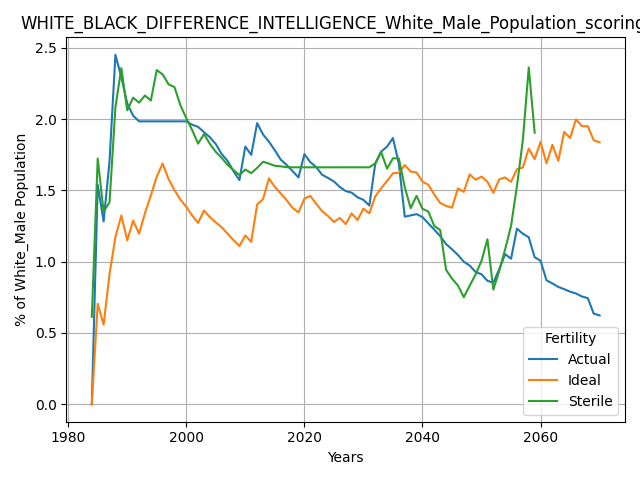 WHITE_BLACK_DIFFERENCE_INTELLIGENCE_White_Male_Population_scoring
% of White_Male Population
2.5
2.0
1.5
1.0
0.5
0.0
Fertility
Actual
Ideal
Sterile
1980 2000 2020 2040 2060
Years